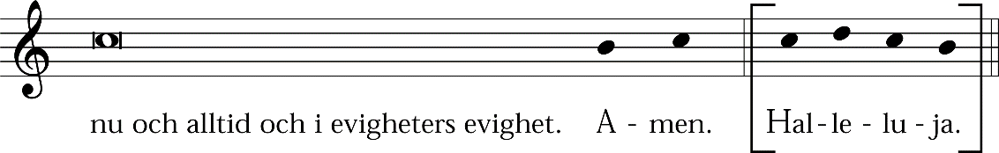 nu och alltid och i evigheters evighet. A - men. Hal - le - lu - ja.